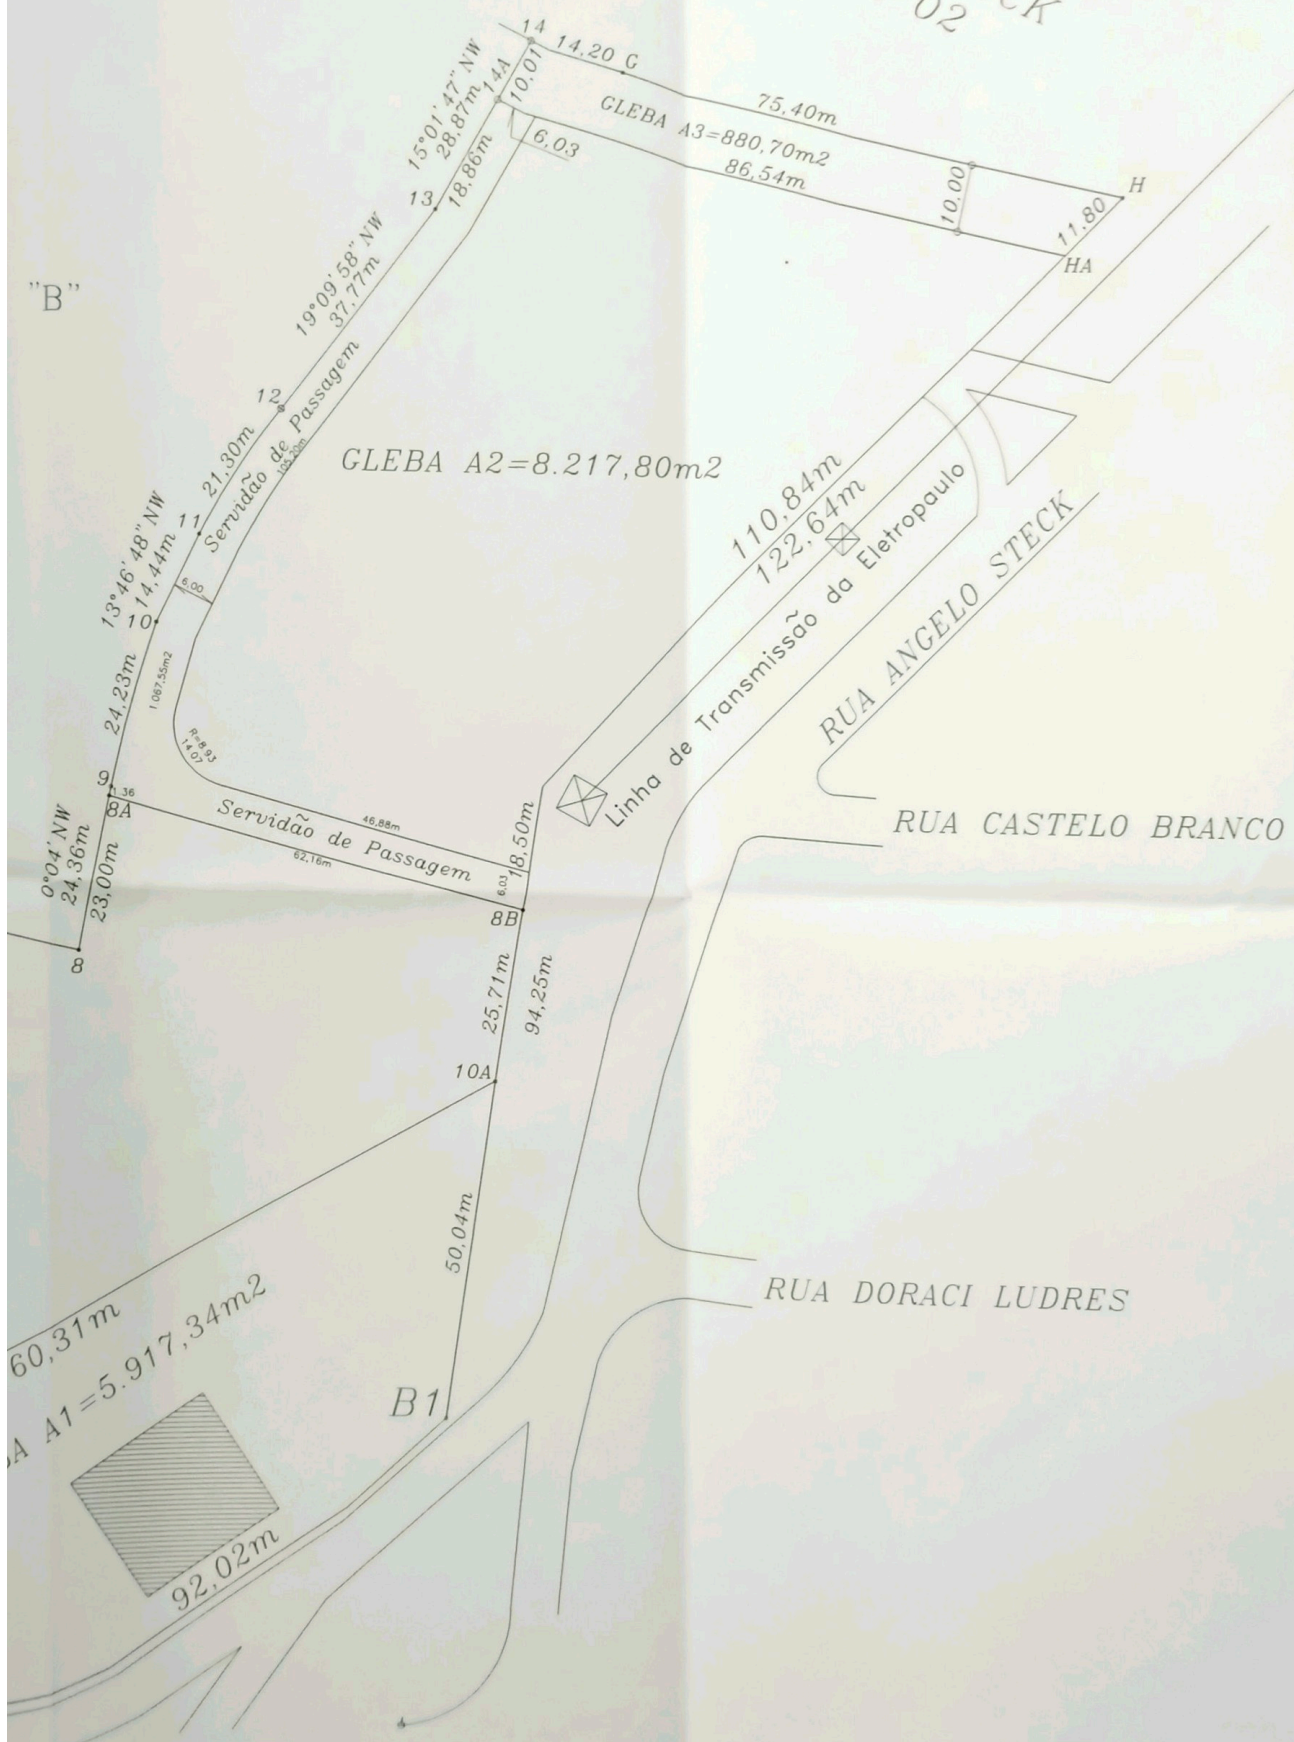 CK
02
14
14,20
G
75,40m
14A
10,01
15°01'47"NW
28,87m
18,86m
GLEBA A3=880,70m2
6,03
86,54m
10.00
H
11.80
HA
13
19°09'58"NW
37,77m
"B"
12
Servidão de Passagem
105,20m
GLEBA A2=8.217,80m2
21,30m
11
110,84m
122,64m
Linha de Transmissão da Eletropaulo
RUA ANGELO STECK
13°46'48"NW
14,44m
6,00
10
24,23m
1.067,55m2
R=8.93
14.07
9
1.36
8A
Servidão de Passagem
46,88m
62,16m
18,50m
6.03
RUA CASTELO BRANCO
0°04'NW
24,36m
23,00m
8B
8
25,71m
94,25m
10A
50,04m
RUA DORACI LUDRES
60,31m
A A1=5.917,34m2
B1
92,02m